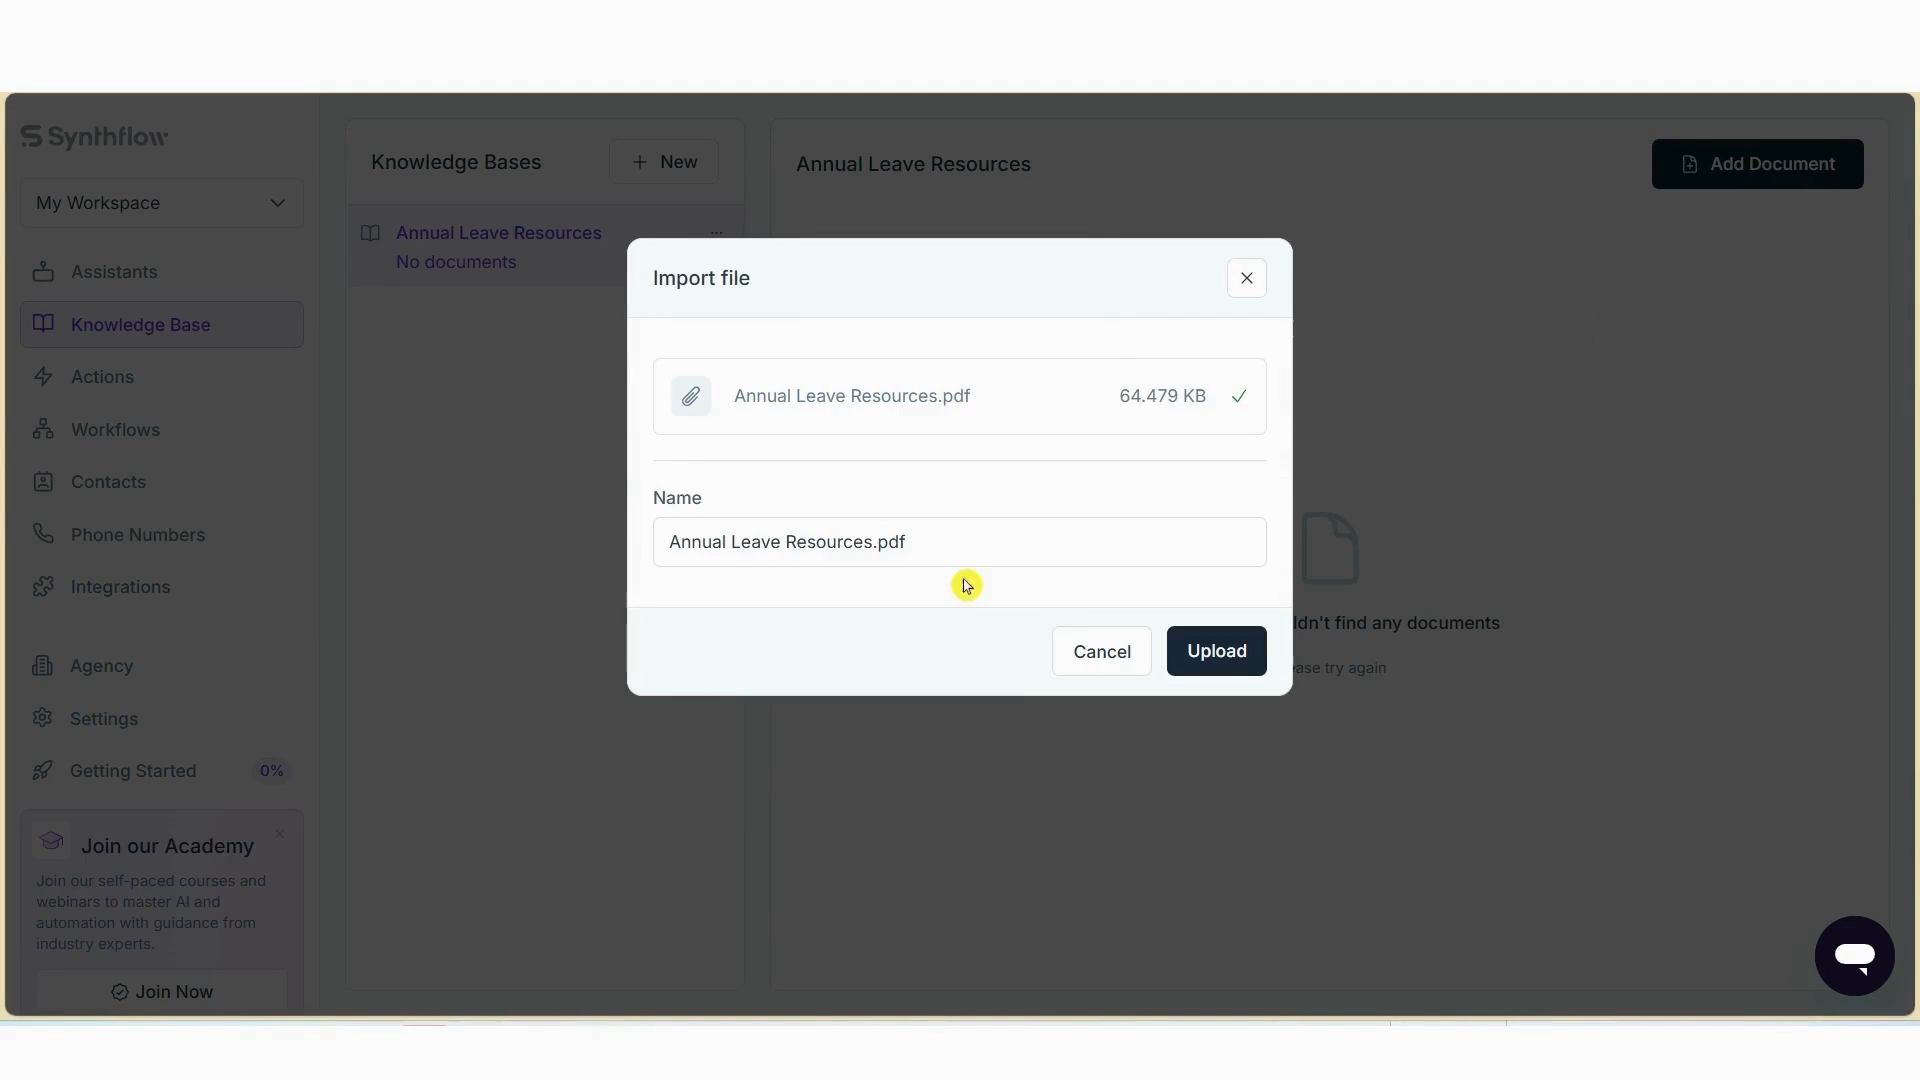 Synthflow
My Workspace
Assistants
Knowledge Base
Actions
Workflows
Contacts
Phone Numbers
Integrations
Agency
Settings
Getting Started 0%
Join our Academy
Join our self-paced courses and
webinars to master AI and
automation with guidance from
industry experts.
Join Now
Knowledge Bases
+ New
Annual Leave Resources
No documents
Annual Leave Resources
Add Document
Import file
Annual Leave Resources.pdf 64.479 KB
Name
Annual Leave Resources.pdf
Cancel
Upload
ldn't find any documents
ase try again